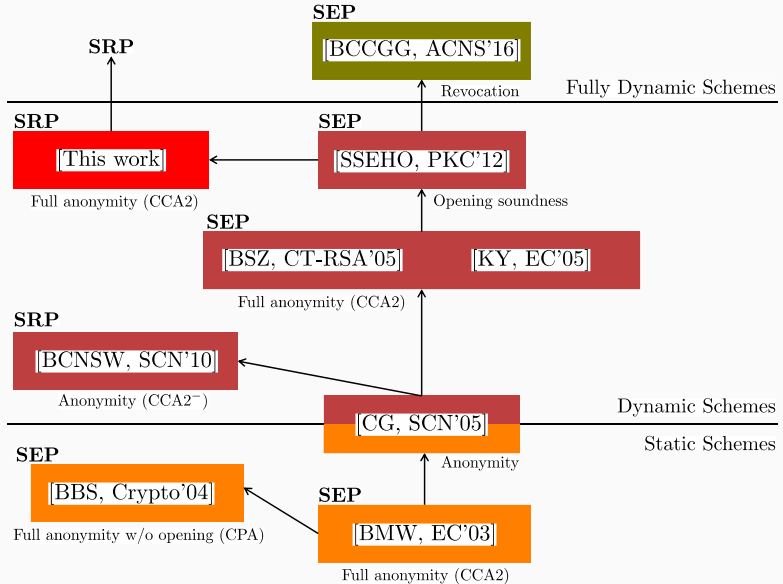 SEP
[BCCGG, ACNS'16]
SRP
Revocation
Fully Dynamic Schemes
SRP
[This work]
Full anonymity (CCA2)
SEP
[SSEHO, PKC'12]
Opening soundness
SEP
[BSZ, CT-RSA'05] [KY, EC'05]
Full anonymity (CCA2)
SRP
[BCNSW, SCN'10]
Anonymity (CCA2⁻)
Dynamic Schemes
[CG, SCN'05]
Static Schemes
Anonymity
SEP
[BBS, Crypto'04]
Full anonymity w/o opening (CPA)
SEP
[BMW, EC'03]
Full anonymity (CCA2)